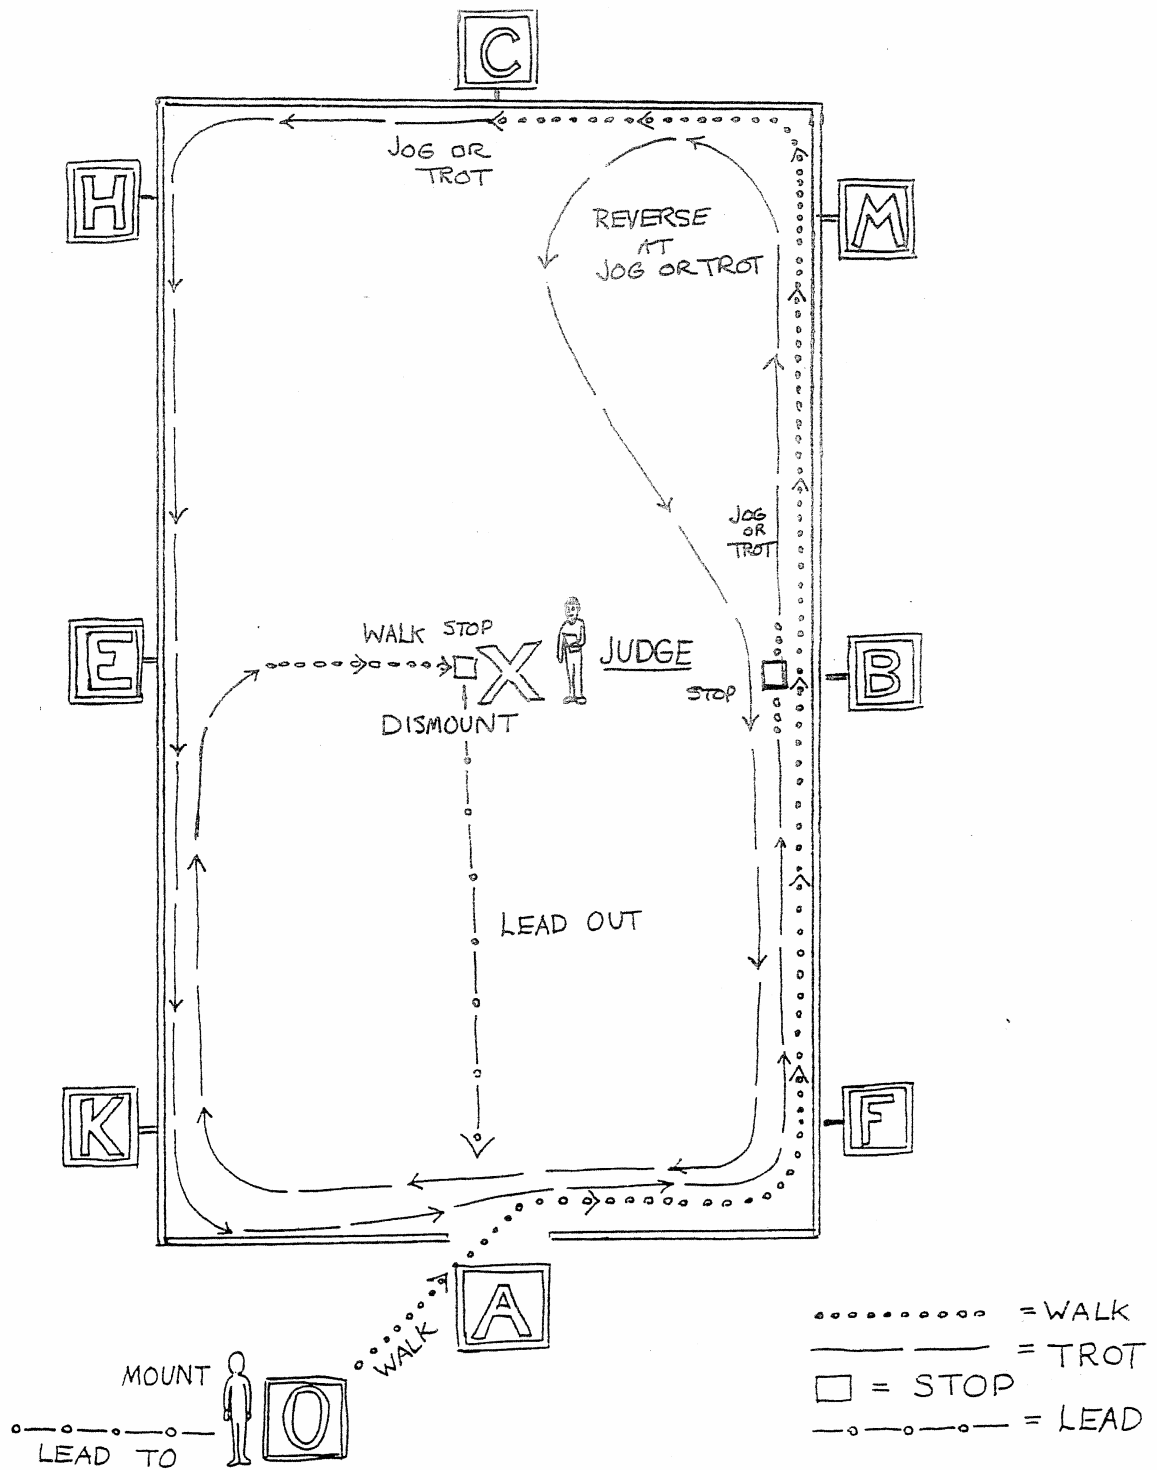 C
JOG OR
TROT
H
M
REVERSE
AT
JOG OR TROT
JOG
OR
TROT
E
WALK STOP
X
JUDGE
B
STOP
DISMOUNT
LEAD OUT
K
F
A
WALK
MOUNT
O
LEAD TO
= WALK
= TROT
= STOP
= LEAD